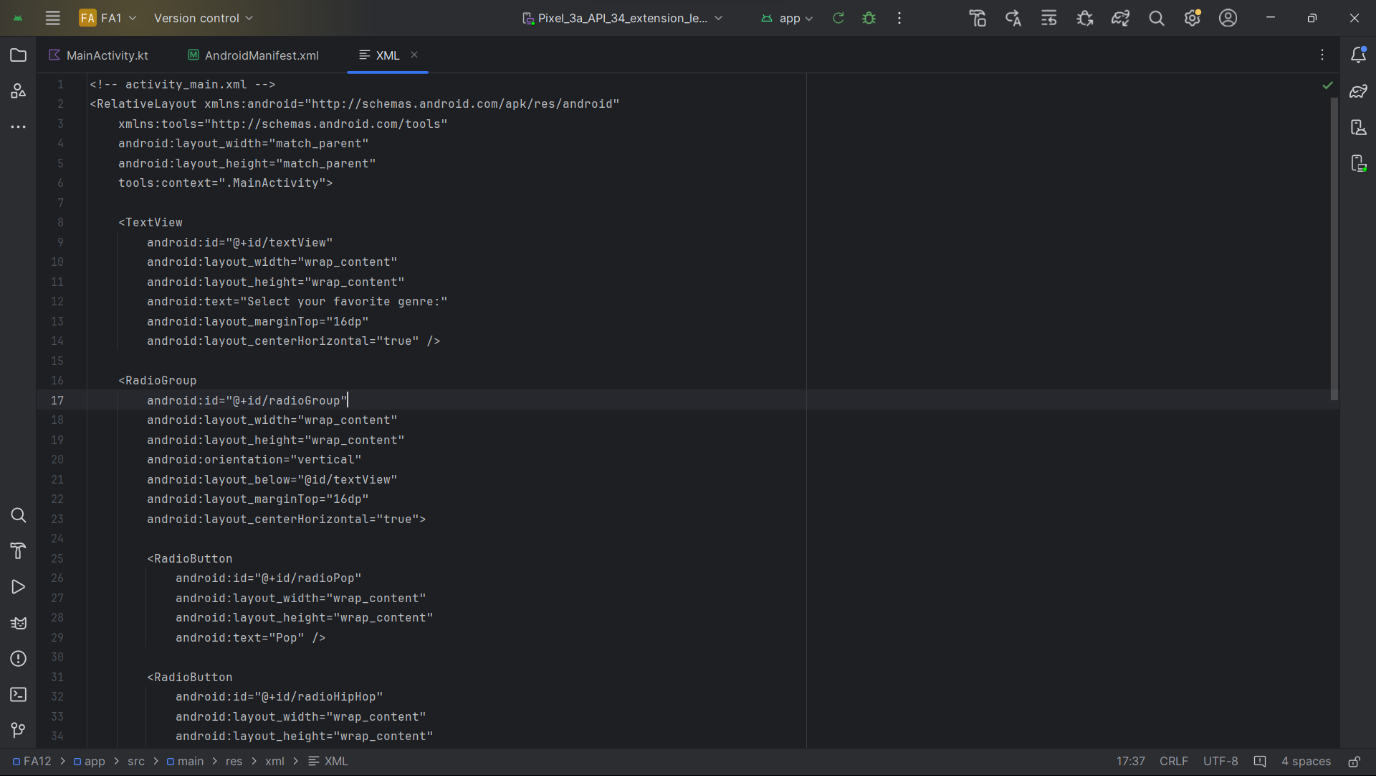 FA FA1 Version control Pixel_3a_API_34_extension_le... app
MainActivity.kt AndroidManifest.xml XML
1 <!-- activity_main.xml -->
2 <RelativeLayout xmlns:android="http://schemas.android.com/apk/res/android"
3 xmlns:tools="http://schemas.android.com/tools"
4 android:layout_width="match_parent"
5 android:layout_height="match_parent"
6 tools:context=".MainActivity">
7
8 <TextView
9 android:id="@+id/textView"
10 android:layout_width="wrap_content"
11 android:layout_height="wrap_content"
12 android:text="Select your favorite genre:"
13 android:layout_marginTop="16dp"
14 android:layout_centerHorizontal="true" />
15
16 <RadioGroup
17 android:id="@+id/radioGroup"
18 android:layout_width="wrap_content"
19 android:layout_height="wrap_content"
20 android:orientation="vertical"
21 android:layout_below="@id/textView"
22 android:layout_marginTop="16dp"
23 android:layout_centerHorizontal="true">
24
25 <RadioButton
26 android:id="@+id/radioPop"
27 android:layout_width="wrap_content"
28 android:layout_height="wrap_content"
29 android:text="Pop" />
30
31 <RadioButton
32 android:id="@+id/radioHipHop"
33 android:layout_width="wrap_content"
34 android:layout_height="wrap_content"
FA12 > app > src > main > res > xml > XML 17:37 CRLF UTF-8 4 spaces